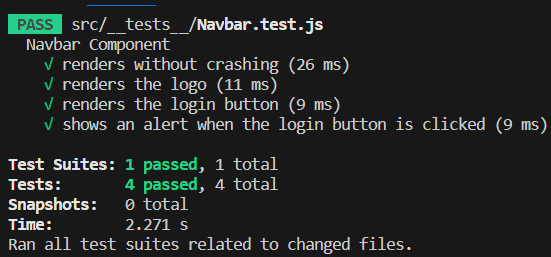 PASS src/__tests__/Navbar.test.js
Navbar Component
√ renders without crashing (26 ms)
√ renders the logo (11 ms)
√ renders the login button (9 ms)
√ shows an alert when the login button is clicked (9 ms)
Test Suites: 1 passed, 1 total
Tests: 4 passed, 4 total
Snapshots: 0 total
Time: 2.271 s
Ran all test suites related to changed files.